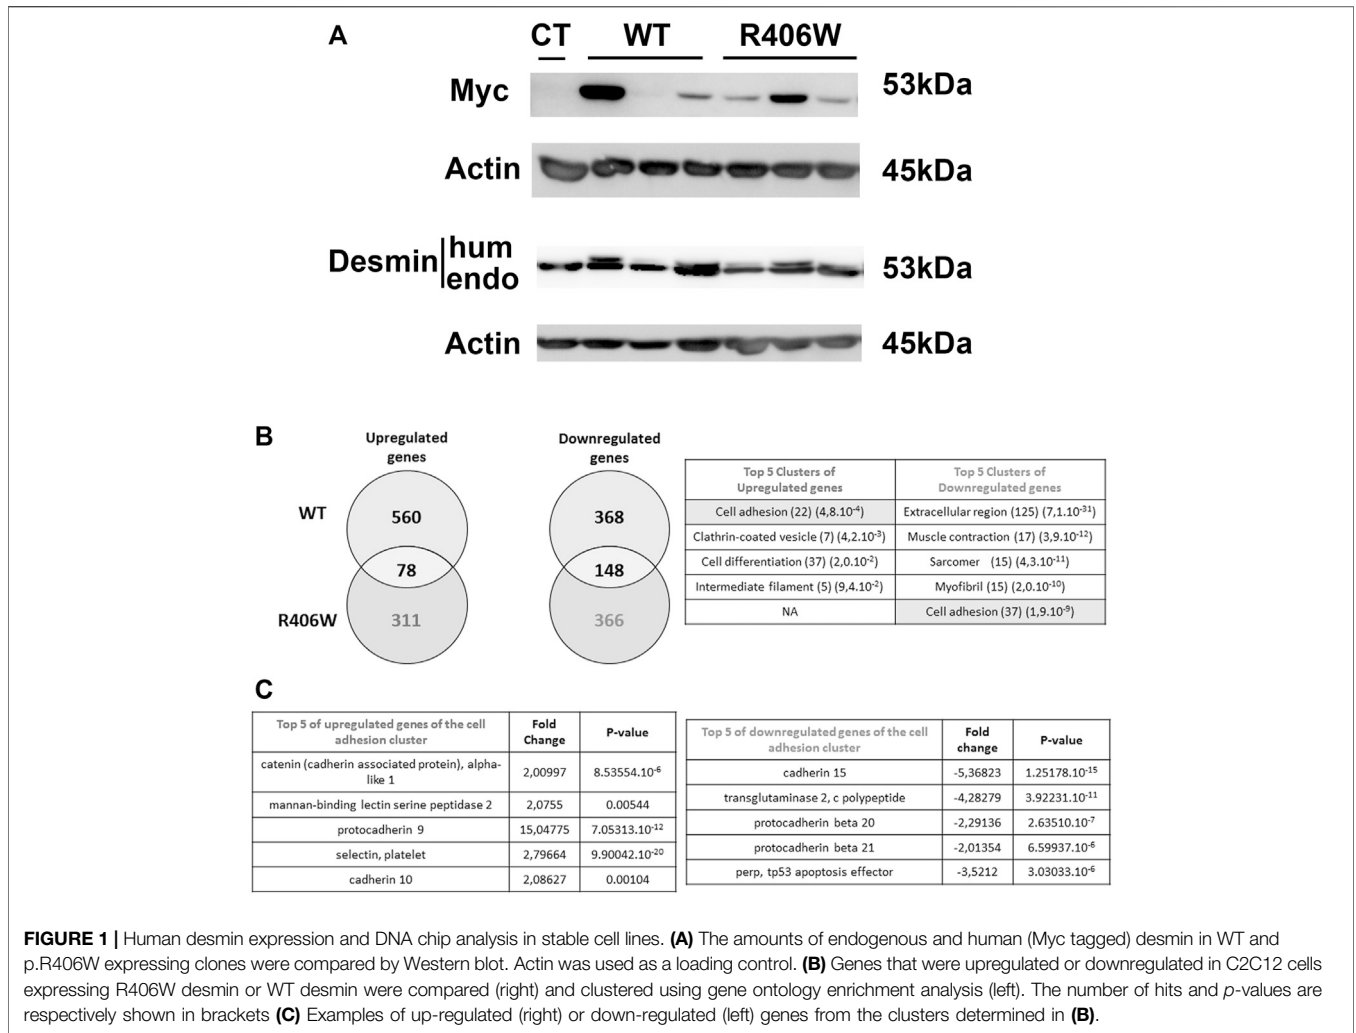 A
CT WT R406W
Myc 53kDa
Actin 45kDa
Desmin hum endo 53kDa
Actin 45kDa
B
Upregulated genes
Downregulated genes
WT
560
368
78
148
R406W
311
366
Top 5 Clusters of Upregulated genes
Top 5 Clusters of Downregulated genes
Cell adhesion (22) (4,8.10⁻⁴) Extracellular region (125) (7,1.10⁻³¹)
Clathrin-coated vesicle (7) (4,2.10⁻³) Muscle contraction (17) (3,9.10⁻¹²)
Cell differentiation (37) (2,0.10⁻²) Sarcomer (15) (4,3.10⁻¹¹)
Intermediate filament (5) (9,4.10⁻²) Myofibril (15) (2,0.10⁻¹⁰)
NA Cell adhesion (37) (1,9.10⁻⁹)
C
Top 5 of upregulated genes of the cell adhesion cluster Fold Change P-value
catenin (cadherin associated protein), alpha-like 1 2,00997 8.53554.10⁻⁶
mannan-binding lectin serine peptidase 2 2,0755 0.00544
protocadherin 9 15,04775 7.05313.10⁻¹²
selectin, platelet 2,79664 9.90042.10⁻²⁰
cadherin 10 2,08627 0.00104
Top 5 of downregulated genes of the cell adhesion cluster Fold change P-value
cadherin 15 -5,36823 1.25178.10⁻¹⁵
transglutaminase 2, c polypeptide -4,28279 3.92231.10⁻¹¹
protocadherin beta 20 -2,29136 2.63510.10⁻⁷
protocadherin beta 21 -2,01354 6.59937.10⁻⁶
perp, tp53 apoptosis effector -3,5212 3.03033.10⁻⁶
FIGURE 1 | Human desmin expression and DNA chip analysis in stable cell lines. (A) The amounts of endogenous and human (Myc tagged) desmin in WT and
p.R406W expressing clones were compared by Western blot. Actin was used as a loading control. (B) Genes that were upregulated or downregulated in C2C12 cells
expressing R406W desmin or WT desmin were compared (right) and clustered using gene ontology enrichment analysis (left). The number of hits and p-values are
respectively shown in brackets (C) Examples of up-regulated (right) or down-regulated (left) genes from the clusters determined in (B).